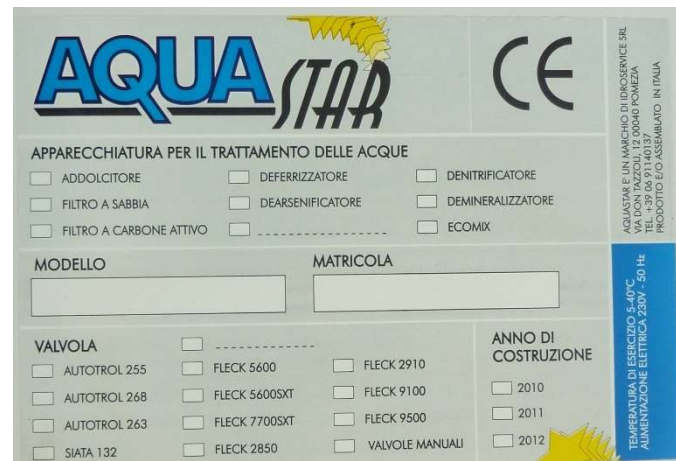 AQUA STAR
CE
APPARECCHIATURA PER IL TRATTAMENTO DELLE ACQUE
ADDOLCITORE
DEFERRIZZATORE
DENITRIFICATORE
FILTRO A SABBIA
DEARSENIFICATORE
DEMINERALIZZATORE
FILTRO A CARBONE ATTIVO
ECOMIX
MODELLO
MATRICOLA
VALVOLA
AUTOTROL 255
AUTOTROL 268
AUTOTROL 263
SIATA 132
FLECK 5600
FLECK 5600SXT
FLECK 7700SXT
FLECK 2850
FLECK 2910
FLECK 9100
FLECK 9500
VALVOLE MANUALI
ANNO DI
COSTRUZIONE
2010
2011
2012
AQUASTAR E' UN MARCHIO DI IDROSERVICE SRL
VIA DON TAZZOLI, 12 00040 POMEZIA
TEL. +39 06 91140137
PRODOTTO E/O ASSEMBLATO IN ITALIA
TEMPERATURA DI ESERCIZIO 5-40°C
ALIMENTAZIONE ELETTRICA 230V - 50 Hz